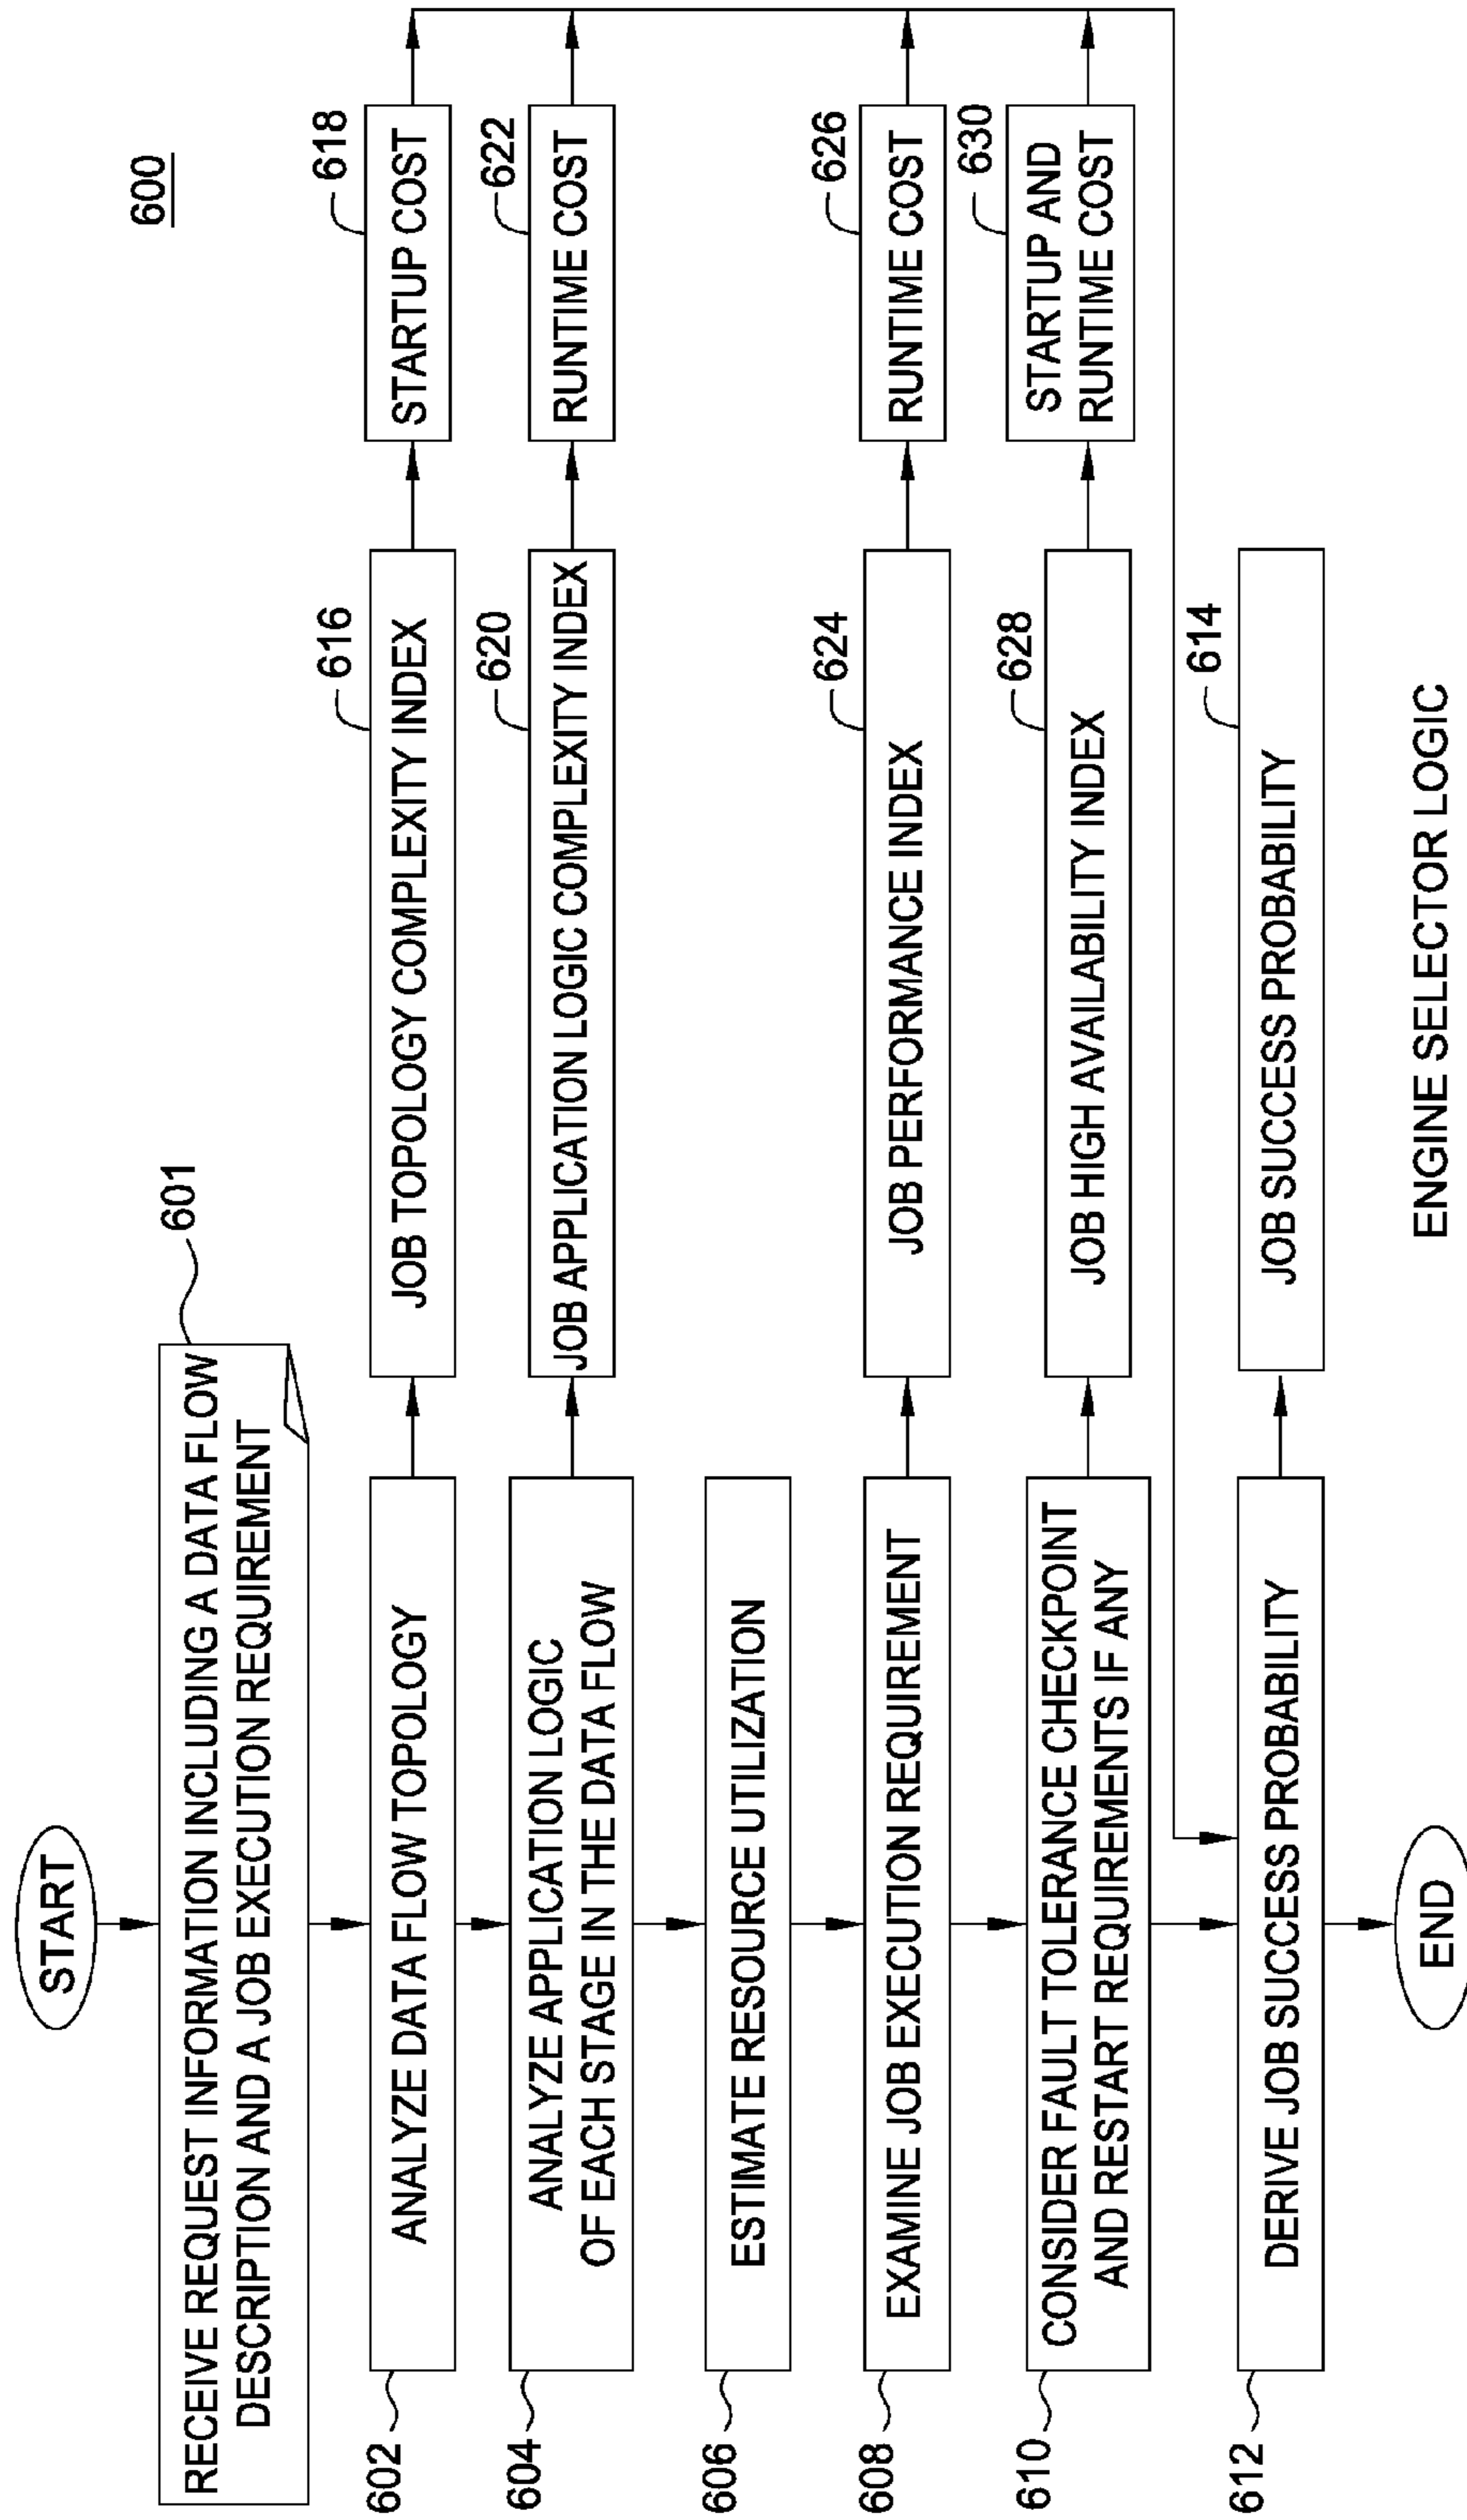 600
START
RECEIVE REQUEST INFORMATION INCLUDING A DATA FLOW
DESCRIPTION AND A JOB EXECUTION REQUIREMENT
601
602
ANALYZE DATA FLOW TOPOLOGY
616
JOB TOPOLOGY COMPLEXITY INDEX
618
STARTUP COST
604
ANALYZE APPLICATION LOGIC
OF EACH STAGE IN THE DATA FLOW
620
JOB APPLICATION LOGIC COMPLEXITY INDEX
622
RUNTIME COST
606
ESTIMATE RESOURCE UTILIZATION
608
EXAMINE JOB EXECUTION REQUIREMENT
624
JOB PERFORMANCE INDEX
626
RUNTIME COST
610
CONSIDER FAULT TOLERANCE CHECKPOINT
AND RESTART REQUIREMENTS IF ANY
628
JOB HIGH AVAILABILITY INDEX
630
STARTUP AND
RUNTIME COST
612
DERIVE JOB SUCCESS PROBABILITY
614
JOB SUCCESS PROBABILITY
END
ENGINE SELECTOR LOGIC